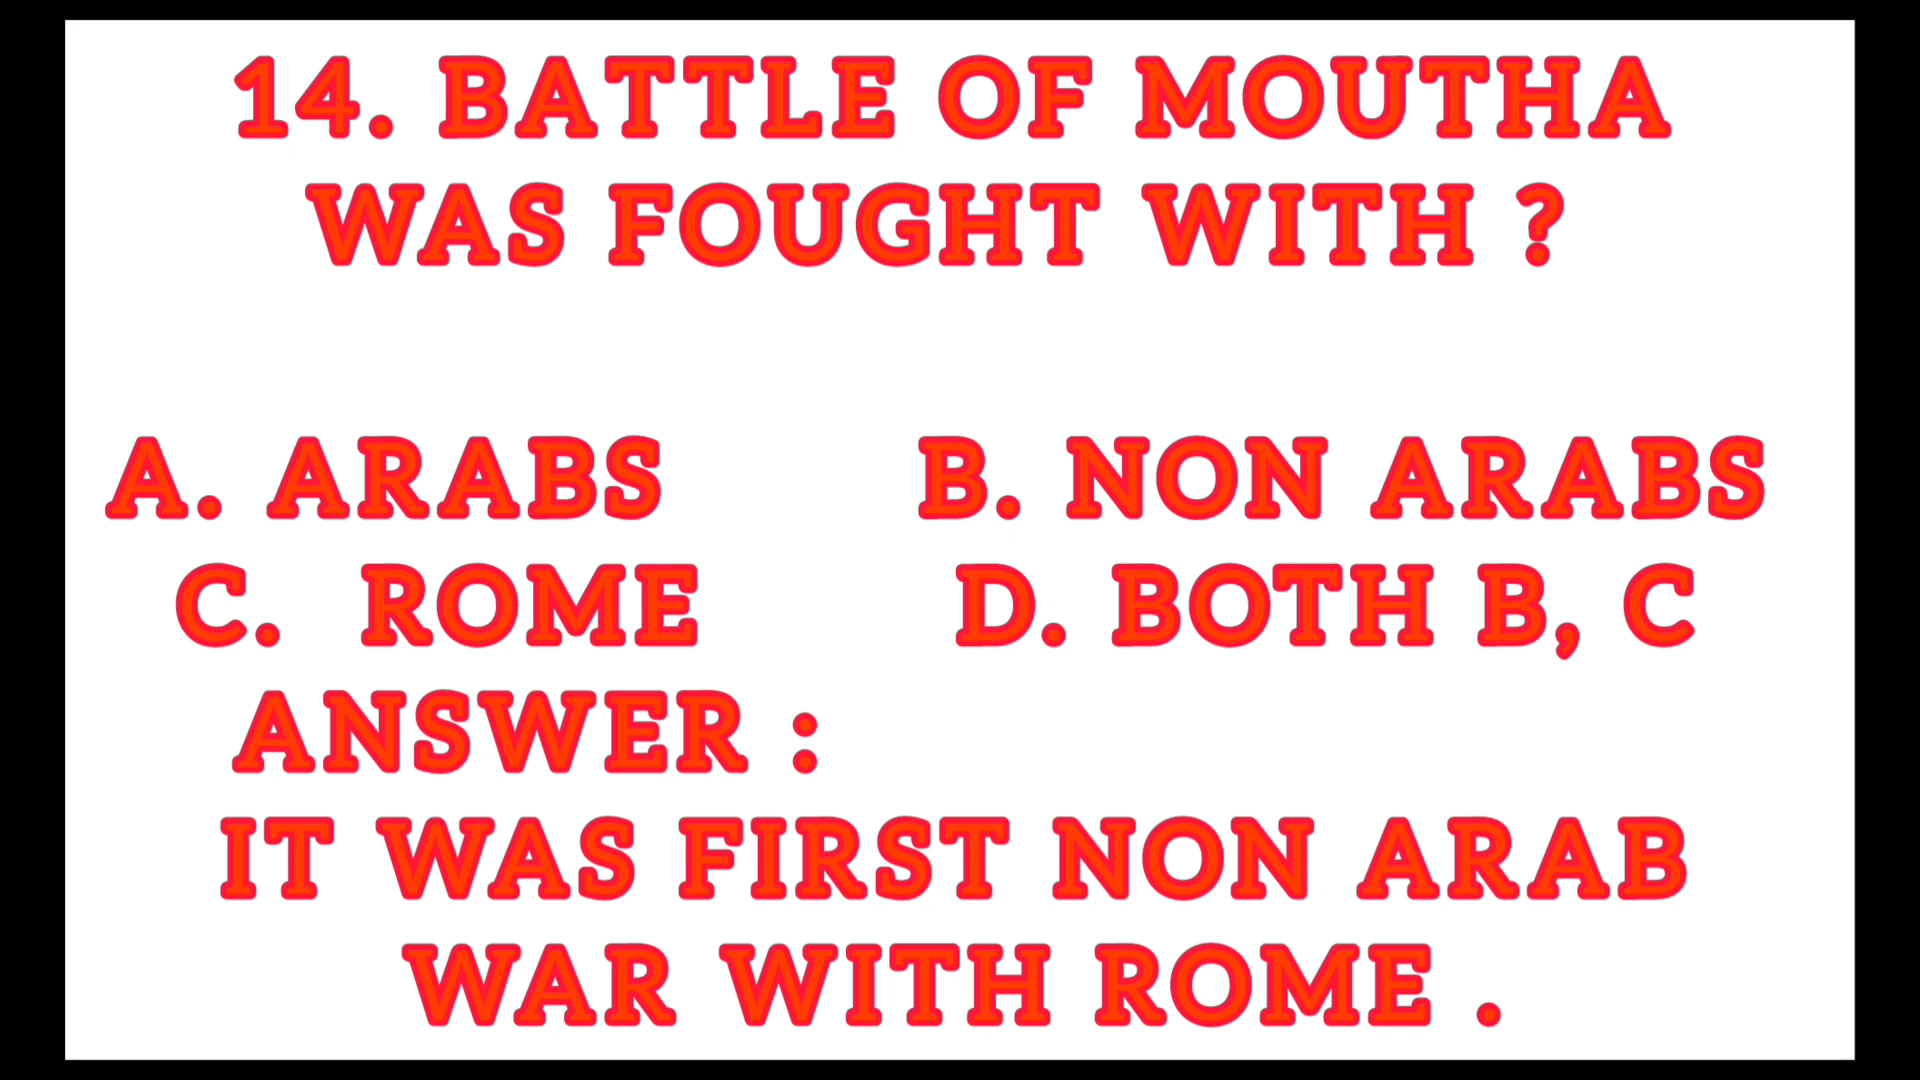 14. BATTLE OF MOUTHA
WAS FOUGHT WITH ?
A. ARABS B. NON ARABS
C. ROME D. BOTH B, C
ANSWER :
IT WAS FIRST NON ARAB
WAR WITH ROME .